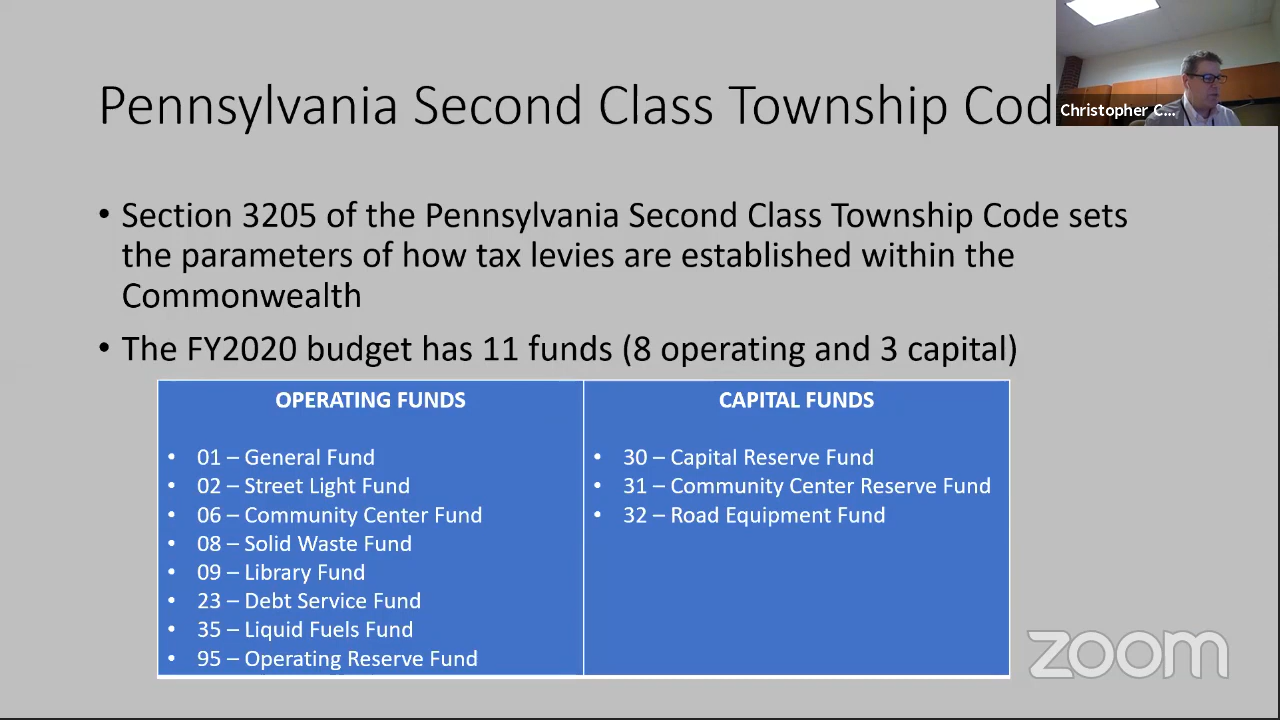 Pennsylvania Second Class Township Cod
Christopher C...
• Section 3205 of the Pennsylvania Second Class Township Code sets
the parameters of how tax levies are established within the
Commonwealth
• The FY2020 budget has 11 funds (8 operating and 3 capital)
OPERATING FUNDS
• 01 – General Fund
• 02 – Street Light Fund
• 06 – Community Center Fund
• 08 – Solid Waste Fund
• 09 – Library Fund
• 23 – Debt Service Fund
• 35 – Liquid Fuels Fund
• 95 – Operating Reserve Fund
CAPITAL FUNDS
• 30 – Capital Reserve Fund
• 31 – Community Center Reserve Fund
• 32 – Road Equipment Fund
zoom